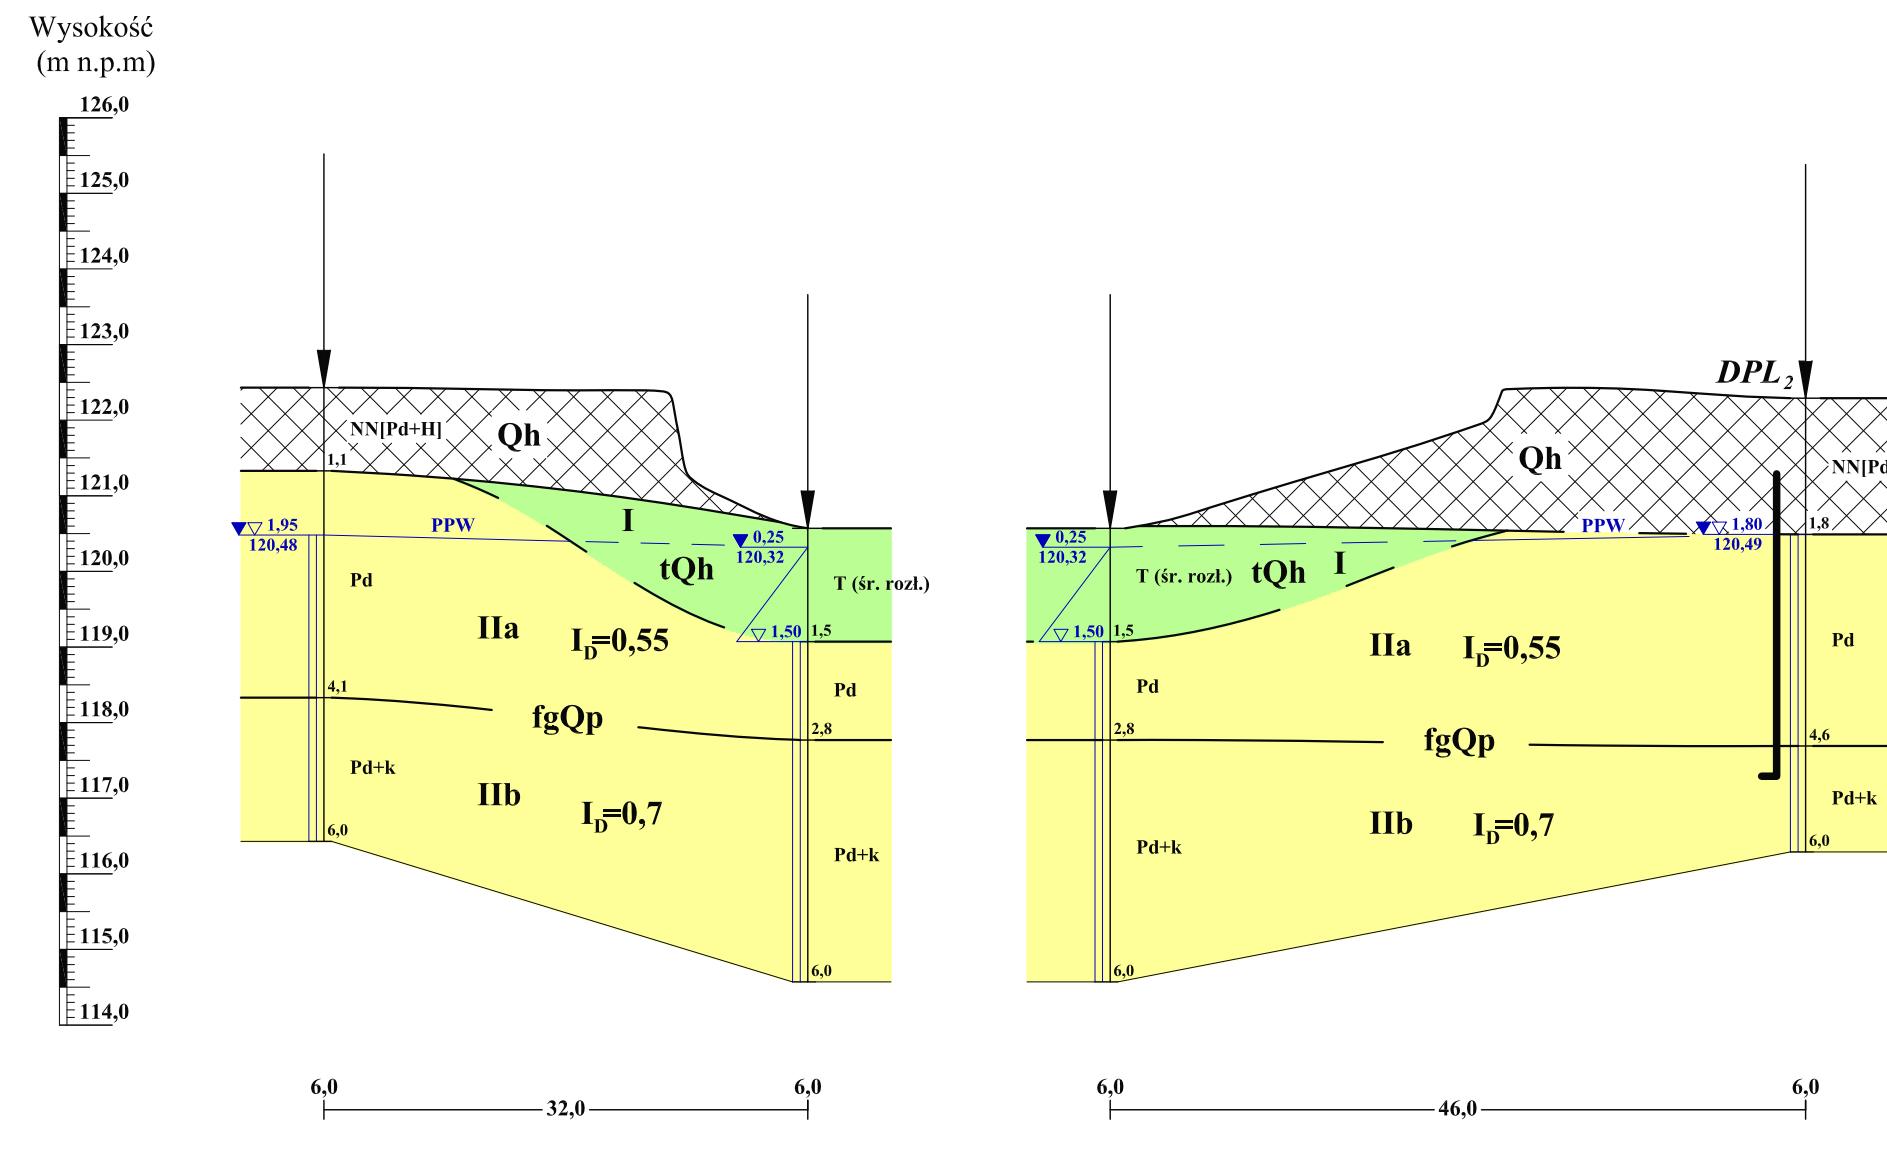 Wysokość
(m n.p.m)
126,0
125,0
124,0
123,0
122,0
121,0
120,0
119,0
118,0
117,0
116,0
115,0
114,0
NN[Pd+H]
Qh
1,1
I
1,95
120,48
PPW
0,25
120,32
tQh
Pd
T (śr. rozł.)
IIa
I_D=0,55
1,50
1,5
4,1
Pd
fgQp
2,8
Pd+k
IIb
I_D=0,7
6,0
Pd+k
6,0
6,0
32,0
6,0
DPL₂
Qh
NN[Pd
0,25
120,32
PPW
1,80
120,49
1,8
T (śr. rozł.)
tQh
I
1,50
1,5
IIa
I_D=0,55
Pd
Pd
2,8
fgQp
4,6
Pd+k
IIb
I_D=0,7
Pd+k
6,0
6,0
6,0
46,0
6,0